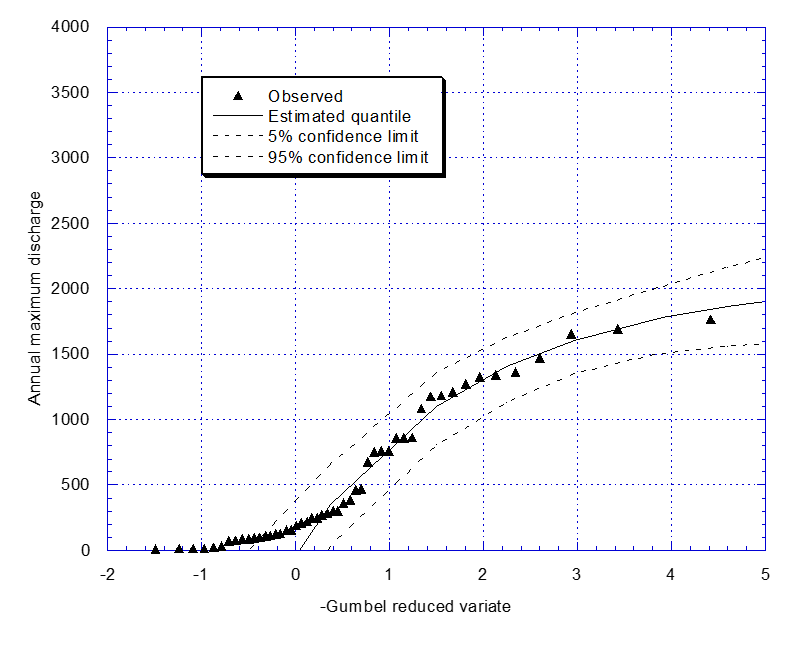 4000
3500
3000
2500
2000
1500
1000
500
0
Observed
Estimated quantile
5% confidence limit
95% confidence limit
Annual maximum discharge
-2 -1 0 1 2 3 4 5
-Gumbel reduced variate